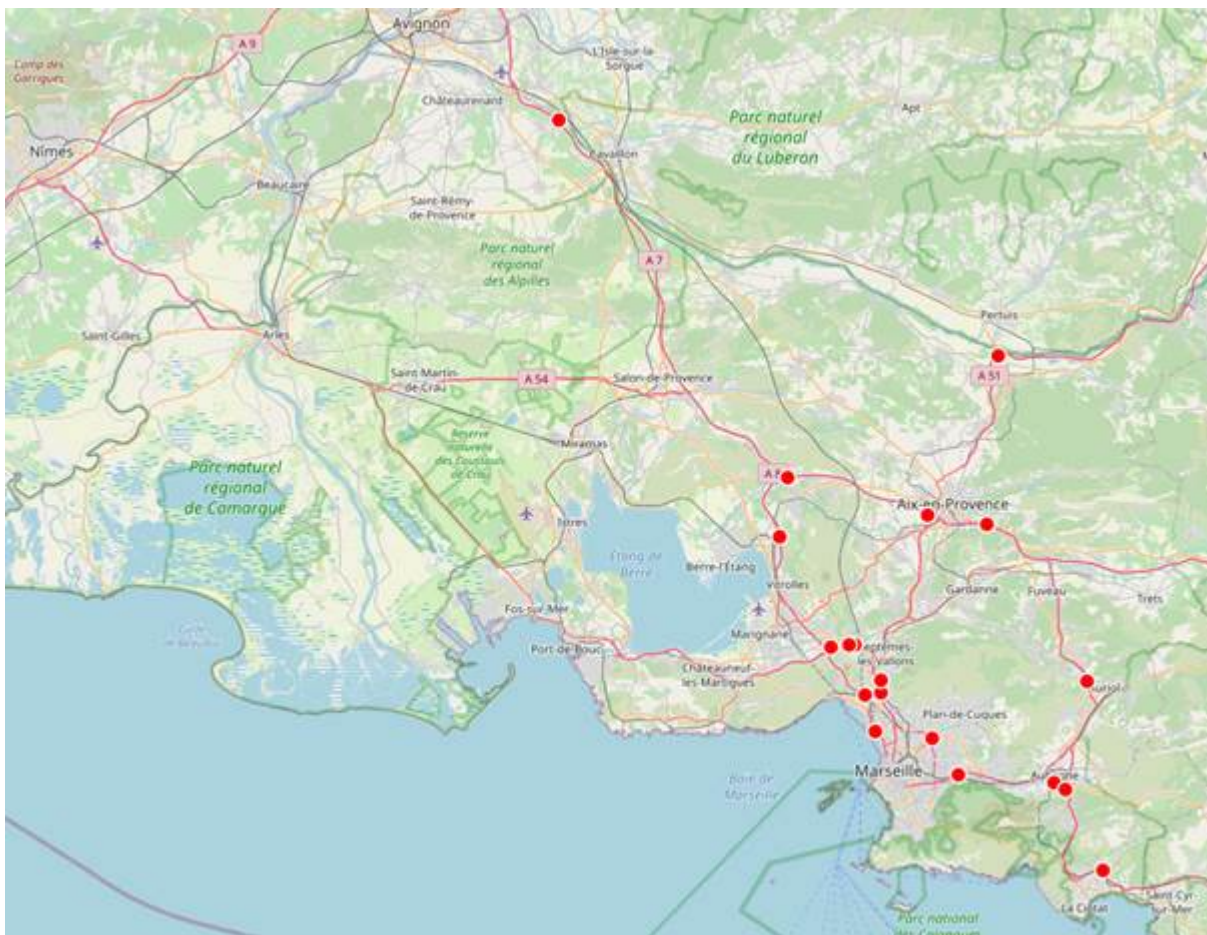 Avignon
A 9
L'Isle-sur-la
Sorgue
Camp des
Garrigues
Châteaurenard
Apt
Parc naturel
régional
du Luberon
Nîmes
Cavaillon
Beaucaire
Saint-Rémy-
de-Provence
Parc naturel
régional
des Alpilles
A 7
Saint-Gilles
Arles
Pertuis
Saint-Martin-
de-Crau
A 54
Salon-de-Provence
A 51
Miramas
Réserve
naturelle
des Coussouls
de Crau
Parc naturel
régional
de Camargue
A 8
Aix-en-Provence
Istres
Étang de
Berre
Berre-l'Étang
Vitrolles
Gardanne
Fuveau
Trets
Fos-sur-Mer
Marignane
Port-de-Bouc
Septèmes-
les-Vallons
Châteauneuf-
les-Martigues
Auriol
Plan-de-Cuques
Marseille
Baie de
Marseille
Aubagne
La Ciotat
Saint-Cyr-
sur-Mer
Parc national
des Calanques